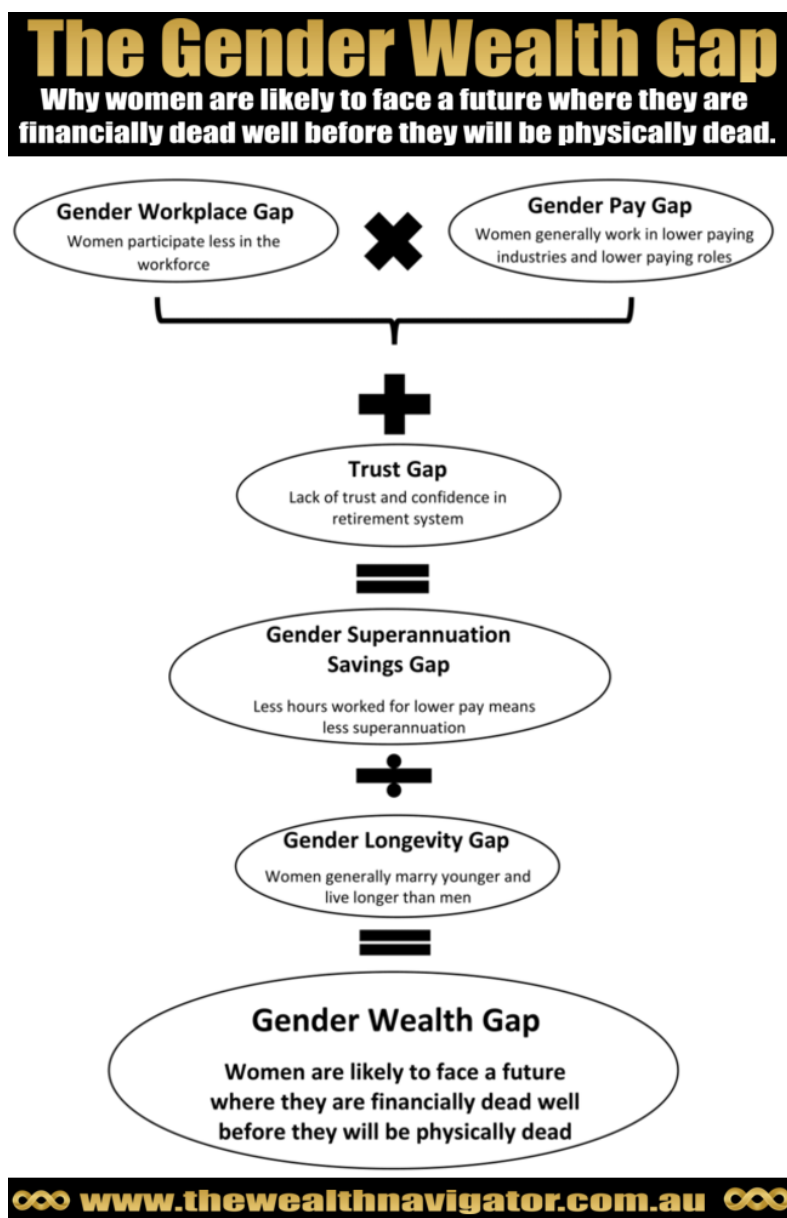 The Gender Wealth Gap
Why women are likely to face a future where they are
financially dead well before they will be physically dead.
Gender Workplace Gap
Women participate less in the
workforce
Gender Pay Gap
Women generally work in lower paying
industries and lower paying roles
Trust Gap
Lack of trust and confidence in
retirement system
Gender Superannuation
Savings Gap
Less hours worked for lower pay means
less superannuation
Gender Longevity Gap
Women generally marry younger and
live longer than men
Gender Wealth Gap
Women are likely to face a future
where they are financially dead well
before they will be physically dead
www.thewealthnavigator.com.au